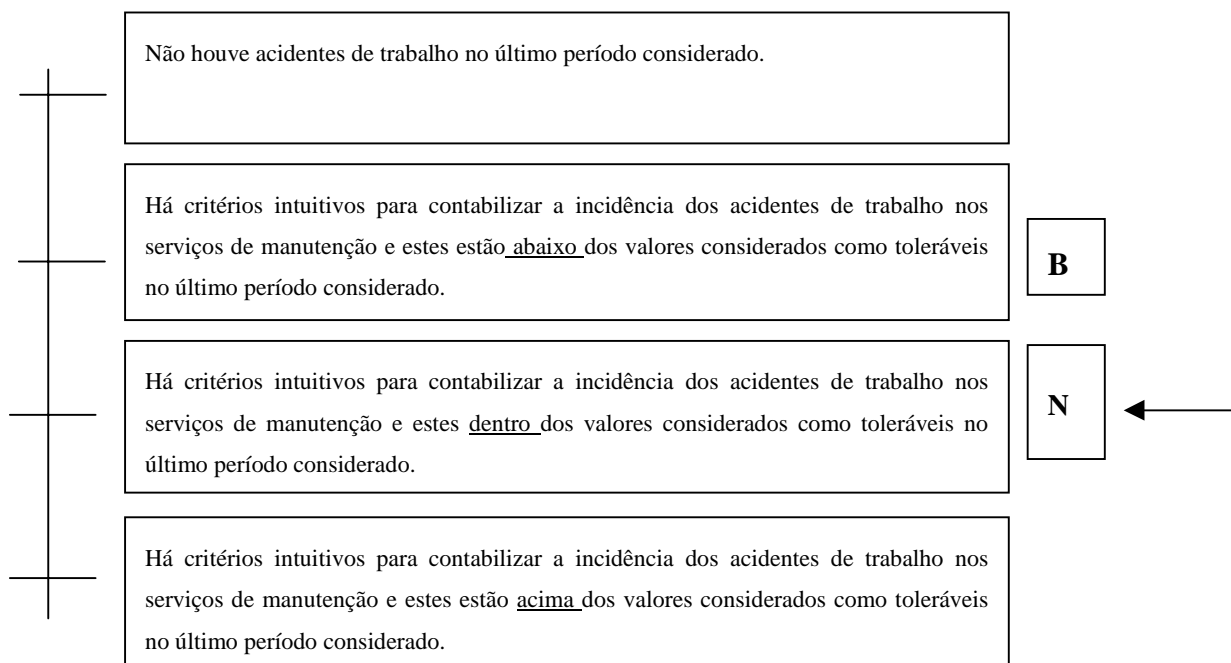 Não houve acidentes de trabalho no último período considerado.
Há critérios intuitivos para contabilizar a incidência dos acidentes de trabalho nos
serviços de manutenção e estes estão abaixo dos valores considerados como toleráveis
no último período considerado.
B
Há critérios intuitivos para contabilizar a incidência dos acidentes de trabalho nos
serviços de manutenção e estes dentro dos valores considerados como toleráveis no
último período considerado.
N
Há critérios intuitivos para contabilizar a incidência dos acidentes de trabalho nos
serviços de manutenção e estes estão acima dos valores considerados como toleráveis
no último período considerado.